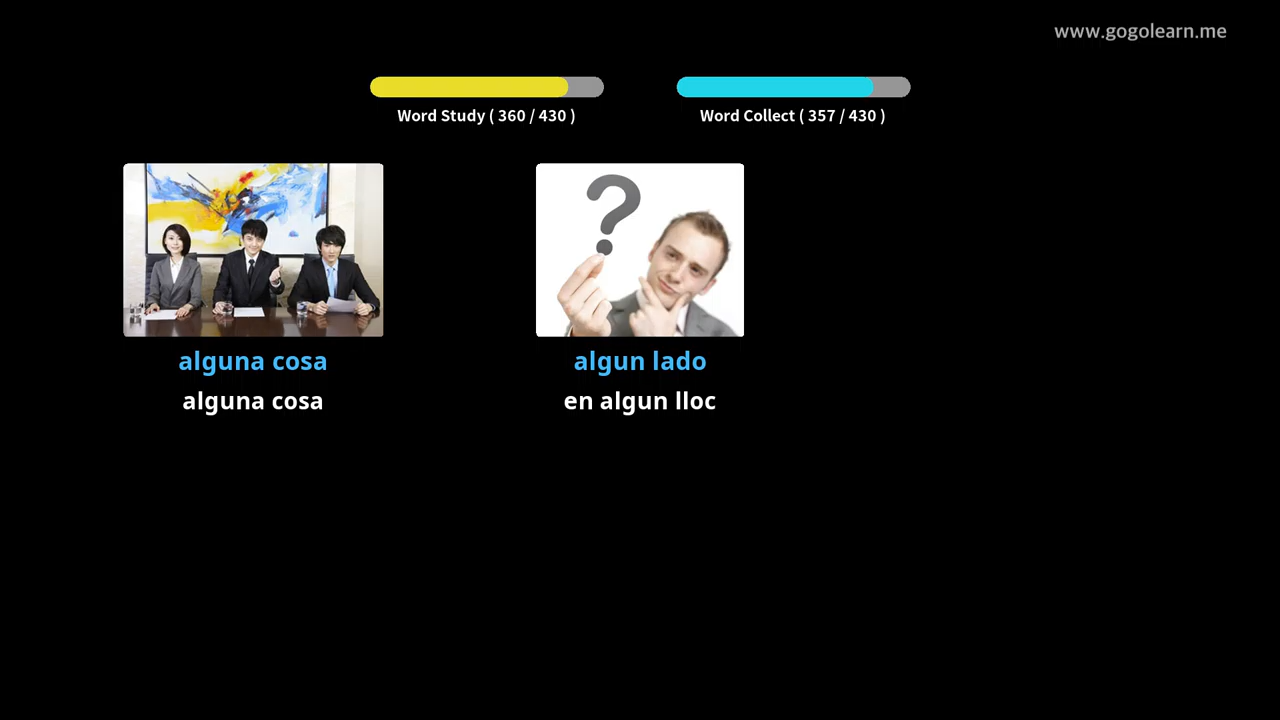 www.gogolearn.me
Word Study ( 360 / 430 )
Word Collect ( 357 / 430 )
alguna cosa
alguna cosa
algun lado
en algun lloc